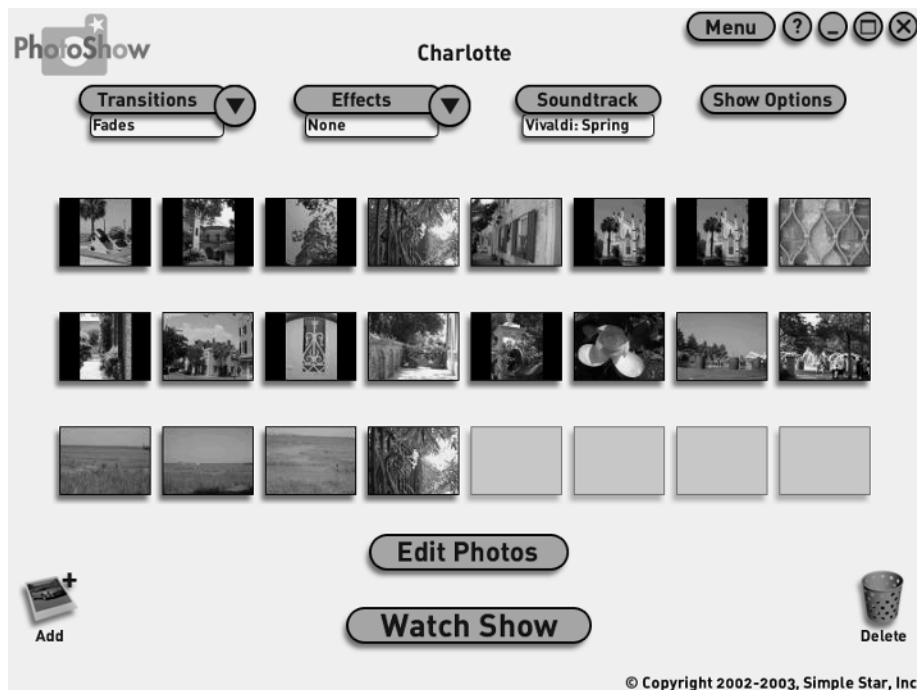 PhotoShow
Menu ?
Charlotte
Transitions Effects Soundtrack Show Options
Fades None Vivaldi: Spring
Edit Photos
Watch Show
Add
Delete
© Copyright 2002-2003, Simple Star, Inc